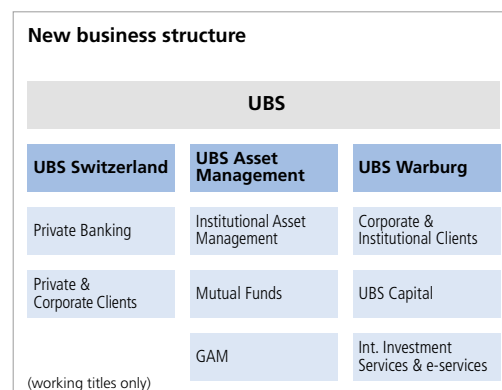 New business structure
UBS
UBS Switzerland
UBS Asset
Management
UBS Warburg
Private Banking
Institutional Asset
Management
Corporate &
Institutional Clients
Private &
Corporate Clients
Mutual Funds
UBS Capital
GAM
Int. Investment
Services & e-services
(working titles only)